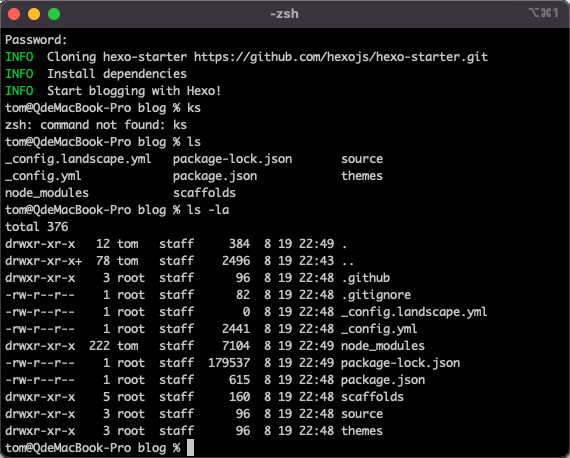 -zsh
⌥⌘1
Password:
INFO  Cloning hexo-starter https://github.com/hexojs/hexo-starter.git
INFO  Install dependencies
INFO  Start blogging with Hexo!
tom@QdeMacBook-Pro blog % ks
zsh: command not found: ks
tom@QdeMacBook-Pro blog % ls
_config.landscape.yml   package-lock.json       source
_config.yml             package.json            themes
node_modules            scaffolds
tom@QdeMacBook-Pro blog % ls -la
total 376
drwxr-xr-x   12 tom   staff     384  8 19 22:49 .
drwxr-xr-x+  78 tom   staff    2496  8 19 22:43 ..
drwxr-xr-x    3 root  staff      96  8 19 22:48 .github
-rw-r--r--    1 root  staff      82  8 19 22:48 .gitignore
-rw-r--r--    1 root  staff       0  8 19 22:48 _config.landscape.yml
-rw-r--r--    1 root  staff    2441  8 19 22:48 _config.yml
drwxr-xr-x  222 tom   staff    7104  8 19 22:49 node_modules
-rw-r--r--    1 root  staff  179537  8 19 22:49 package-lock.json
-rw-r--r--    1 root  staff     615  8 19 22:48 package.json
drwxr-xr-x    5 root  staff     160  8 19 22:48 scaffolds
drwxr-xr-x    3 root  staff      96  8 19 22:48 source
drwxr-xr-x    3 root  staff      96  8 19 22:48 themes
tom@QdeMacBook-Pro blog %